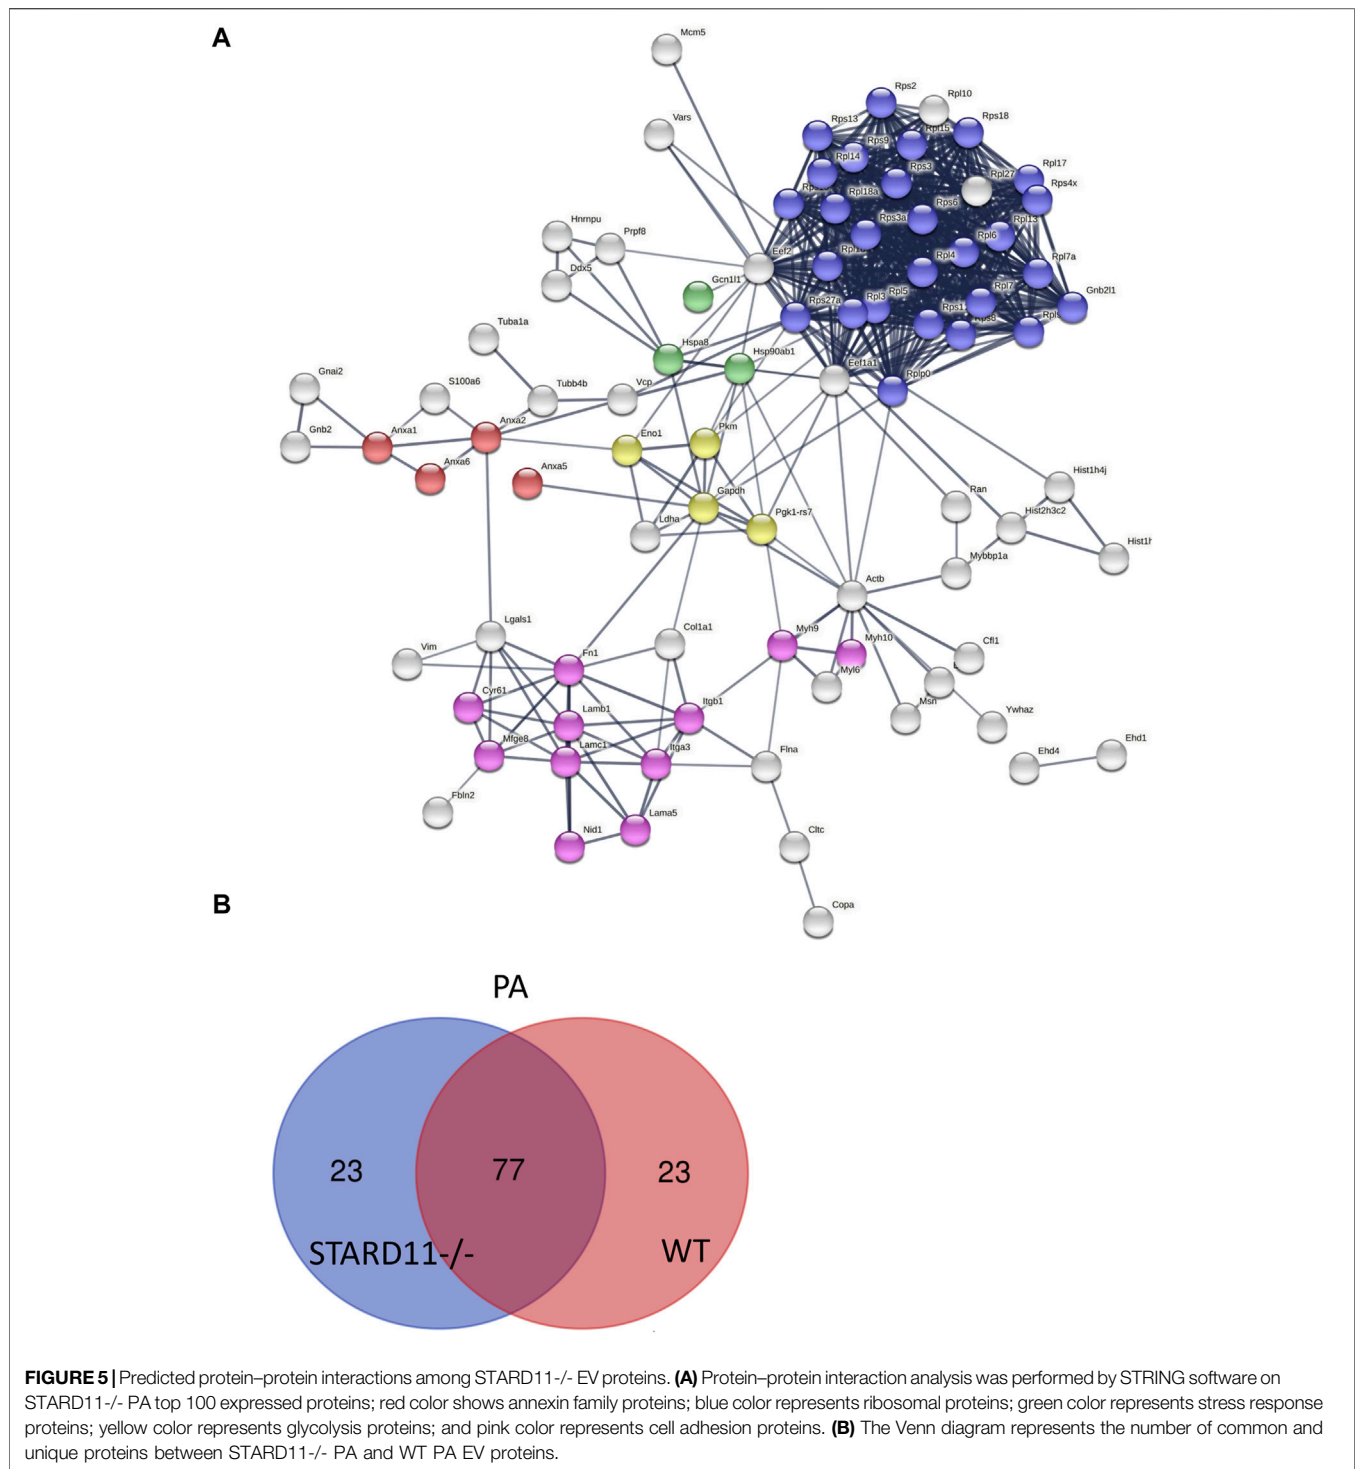 A
Mcm5
Rps2
Rpl10
Vars
Rps13
Rpl15
Rps18
Rps9
Rpl14
Rps3
Rpl17
Rpl27
Rps4x
Rpl18a
Rps6
Hnrnpu
Rps3a
Rpl13
Prpf8
Rpl6
Eef2
Rpl4
Rpl7a
Ddx5
Gcn1l1
Rpl5
Rpl7
Rps27a
Rpl3
Gnb2l1
Tuba1a
Hspa8
Hsp90ab1
Eef1a1
Rplp0
Gnai2
S100a6
Tubb4b
Vcp
Anxa2
Gnb2
Anxa1
Eno1
Pkm
Anxa6
Anxa5
Hist1h4j
Gapdh
Ran
Hist2h3c2
Ldha
Pgk1-rs7
Hist1h
Mybbp1a
Actb
Lgals1
Col1a1
Myh9
Myh10
Cfl1
Vim
Fn1
Myl6
Cyr61
Itgb1
Msn
Ywhaz
Lamb1
Mfge8
Lamc1
Itga3
Flna
Ehd4
Ehd1
Fbln2
Lama5
Nid1
Cltc
Copa
B
PA
23
77
23
STARD11-/-
WT
FIGURE 5 | Predicted protein–protein interactions among STARD11-/- EV proteins. (A) Protein–protein interaction analysis was performed by STRING software on
STARD11-/- PA top 100 expressed proteins; red color shows annexin family proteins; blue color represents ribosomal proteins; green color represents stress response
proteins; yellow color represents glycolysis proteins; and pink color represents cell adhesion proteins. (B) The Venn diagram represents the number of common and
unique proteins between STARD11-/- PA and WT PA EV proteins.